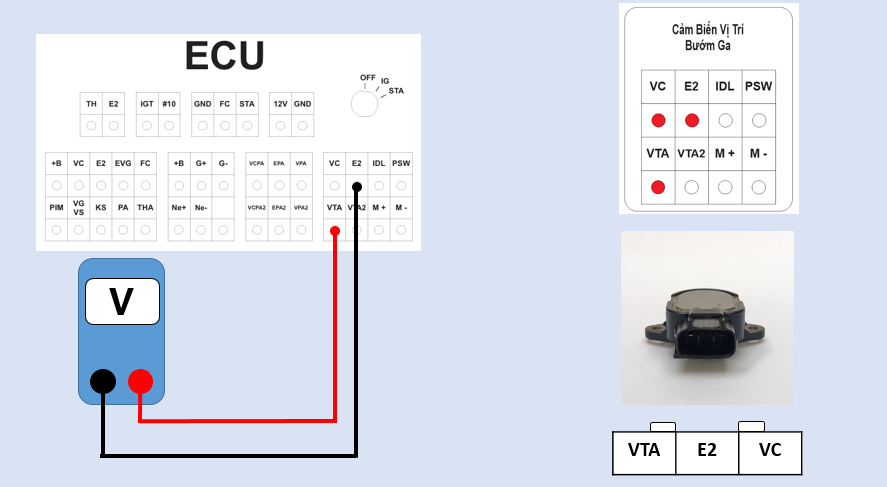 ECU
OFF
IG
STA
TH E2 IGT #10 GND FC STA 12V GND
+B VC E2 EVG FC +B G+ G- VCPA EPA VPA VC E2 IDL PSW
PIM VG VS KS PA THA Ne+ Ne- VCPA2 EPA2 VPA2 VTA VTA2 M + M -
V
Cảm Biến Vị Trí
Bướm Ga
VC E2 IDL PSW
VTA VTA2 M + M -
VTA E2 VC